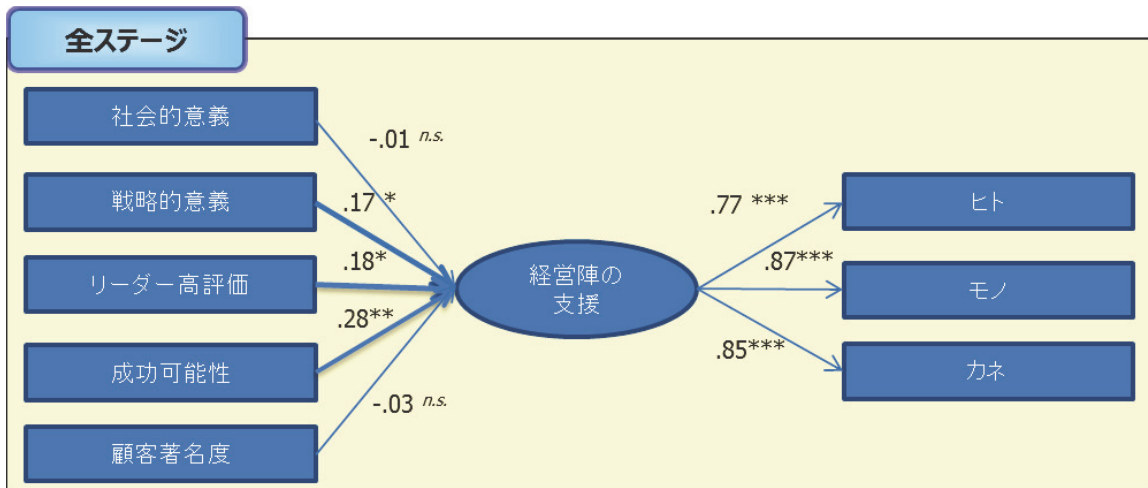 全ステージ
社会的意義
-.01 n.s.
戦略的意義
.17 *
.77 ***
ヒト
リーダー高評価
.18*
経営陣の
支援
.87***
モノ
成功可能性
.28**
.85***
カネ
顧客著名度
-.03 n.s.